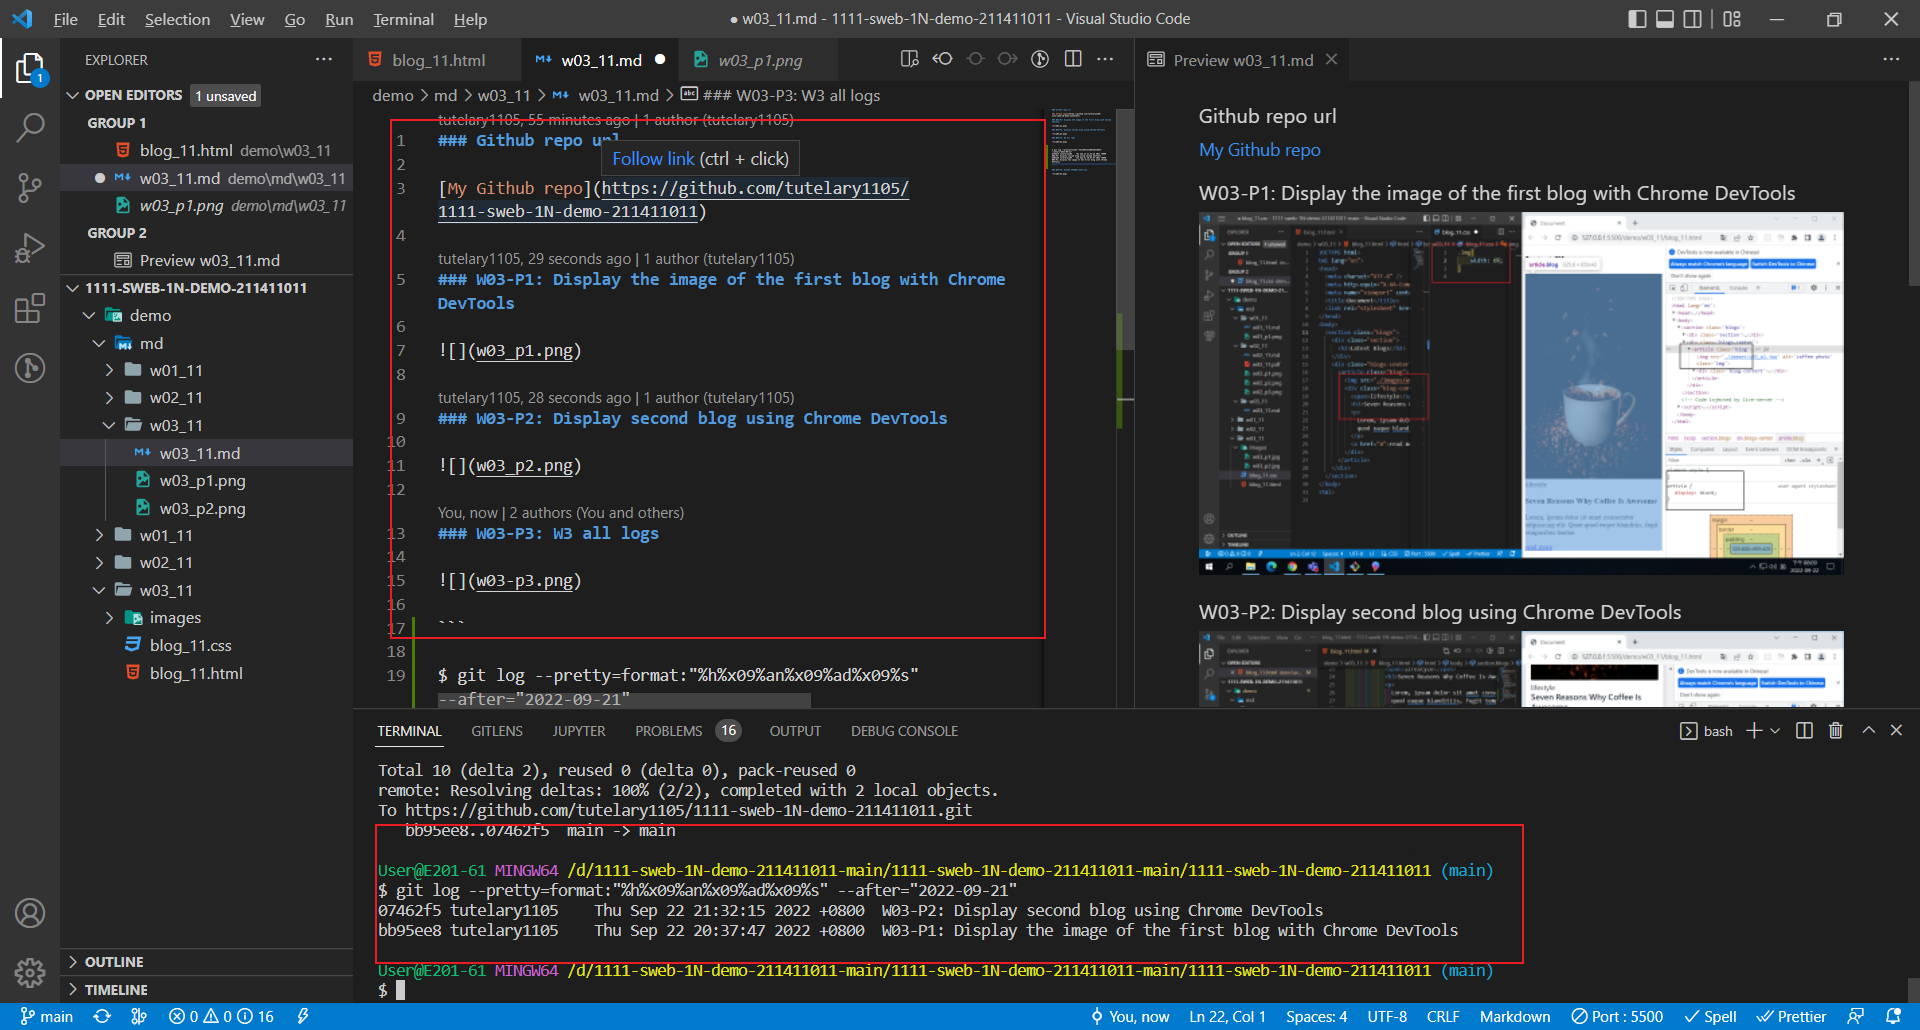 File Edit Selection View Go Run Terminal Help
● w03_11.md - 1111-sweb-1N-demo-211411011 - Visual Studio Code
EXPLORER
OPEN EDITORS 1 unsaved
GROUP 1
blog_11.html demo\w03_11
w03_11.md demo\md\w03_11
w03_p1.png demo\md\w03_11
GROUP 2
Preview w03_11.md
1111-SWEB-1N-DEMO-211411011
demo
md
w01_11
w02_11
w03_11
w03_11.md
w03_p1.png
w03_p2.png
w01_11
w02_11
w03_11
images
blog_11.css
blog_11.html
OUTLINE
TIMELINE
blog_11.html
w03_11.md
w03_p1.png
demo > md > w03_11 > w03_11.md > ### W03-P3: W3 all logs
tutelary1105, 55 minutes ago | 1 author (tutelary1105)
1 ### Github repo url
Follow link (ctrl + click)
2
3 [My Github repo](https://github.com/tutelary1105/
1111-sweb-1N-demo-211411011)
4
tutelary1105, 29 seconds ago | 1 author (tutelary1105)
5 ### W03-P1: Display the image of the first blog with Chrome
DevTools
6
7 ![](w03_p1.png)
8
tutelary1105, 28 seconds ago | 1 author (tutelary1105)
9 ### W03-P2: Display second blog using Chrome DevTools
10
11 ![](w03_p2.png)
12
You, now | 2 authors (You and others)
13 ### W03-P3: W3 all logs
14
15 ![](w03-p3.png)
16
17 ```
18
19 $ git log --pretty=format:"%h%x09%an%x09%ad%x09%s"
--after="2022-09-21"
Preview w03_11.md
Github repo url
My Github repo
W03-P1: Display the image of the first blog with Chrome DevTools
Seven Reasons Why Coffee Is Awesome
W03-P2: Display second blog using Chrome DevTools
lifestyle
Seven Reasons Why Coffee Is
Awesome
TERMINAL GITLENS JUPYTER PROBLEMS 16 OUTPUT DEBUG CONSOLE
bash
Total 10 (delta 2), reused 0 (delta 0), pack-reused 0
remote: Resolving deltas: 100% (2/2), completed with 2 local objects.
To https://github.com/tutelary1105/1111-sweb-1N-demo-211411011.git
bb95ee8..07462f5 main -> main
User@E201-61 MINGW64 /d/1111-sweb-1N-demo-211411011-main/1111-sweb-1N-demo-211411011-main/1111-sweb-1N-demo-211411011 (main)
$ git log --pretty=format:"%h%x09%an%x09%ad%x09%s" --after="2022-09-21"
07462f5 tutelary1105 Thu Sep 22 21:32:15 2022 +0800 W03-P2: Display second blog using Chrome DevTools
bb95ee8 tutelary1105 Thu Sep 22 20:37:47 2022 +0800 W03-P1: Display the image of the first blog with Chrome DevTools
User@E201-61 MINGW64 /d/1111-sweb-1N-demo-211411011-main/1111-sweb-1N-demo-211411011-main/1111-sweb-1N-demo-211411011 (main)
$
main 0 0 16 You, now Ln 22, Col 1 Spaces: 4 UTF-8 CRLF Markdown Port : 5500 Spell Prettier